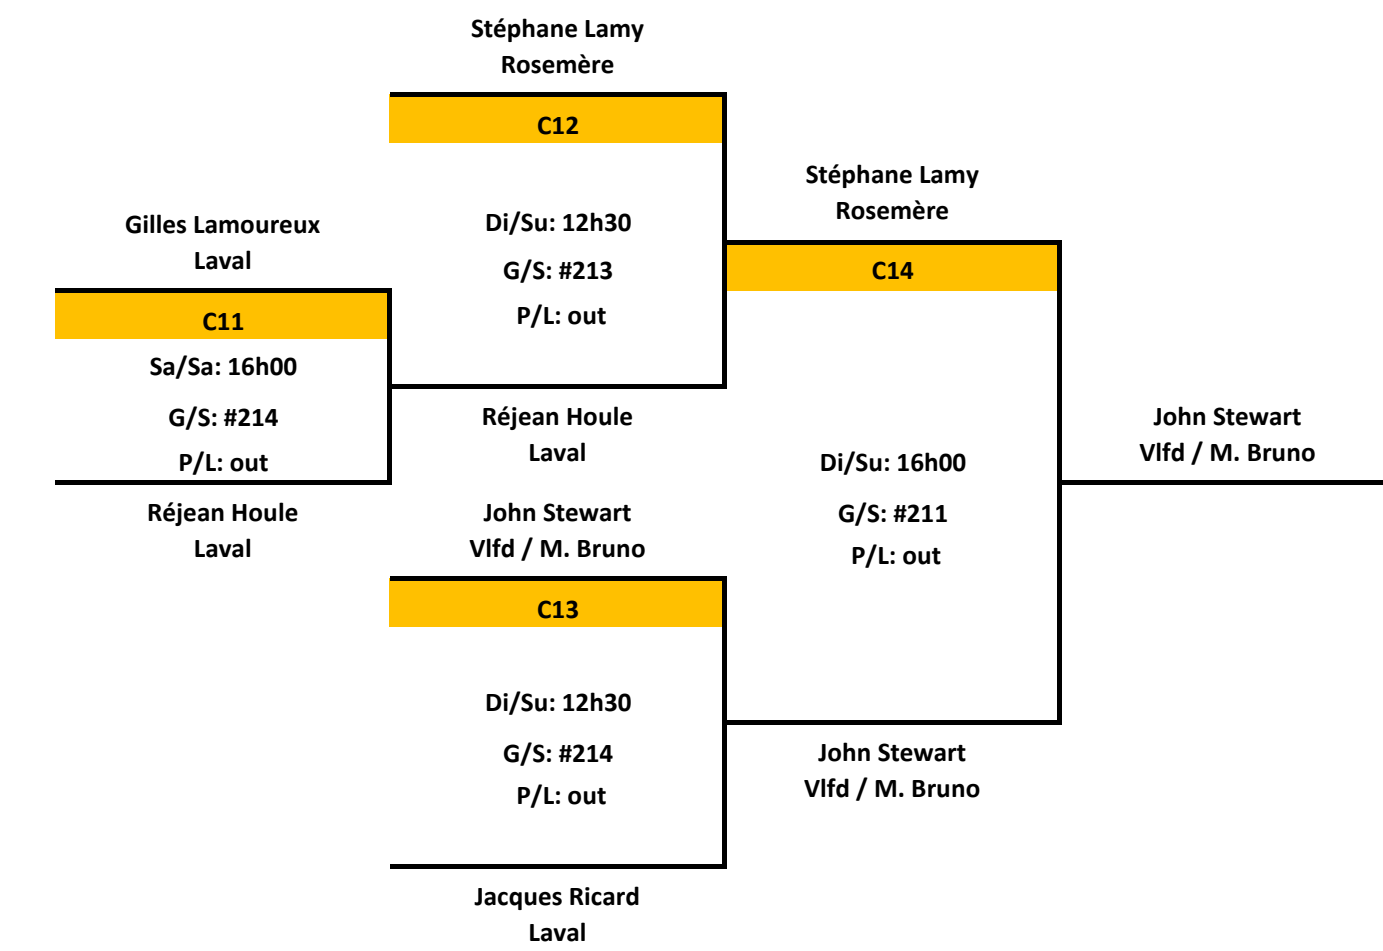 Stéphane Lamy
Rosemère
C12
Di/Su: 12h30
G/S: #213
P/L: out
Stéphane Lamy
Rosemère
Gilles Lamoureux
Laval
C11
Sa/Sa: 16h00
G/S: #214
P/L: out
Réjean Houle
Laval
Réjean Houle
Laval
C14
Di/Su: 16h00
G/S: #211
P/L: out
John Stewart
Vlfd / M. Bruno
John Stewart
Vlfd / M. Bruno
C13
Di/Su: 12h30
G/S: #214
P/L: out
John Stewart
Vlfd / M. Bruno
Jacques Ricard
Laval